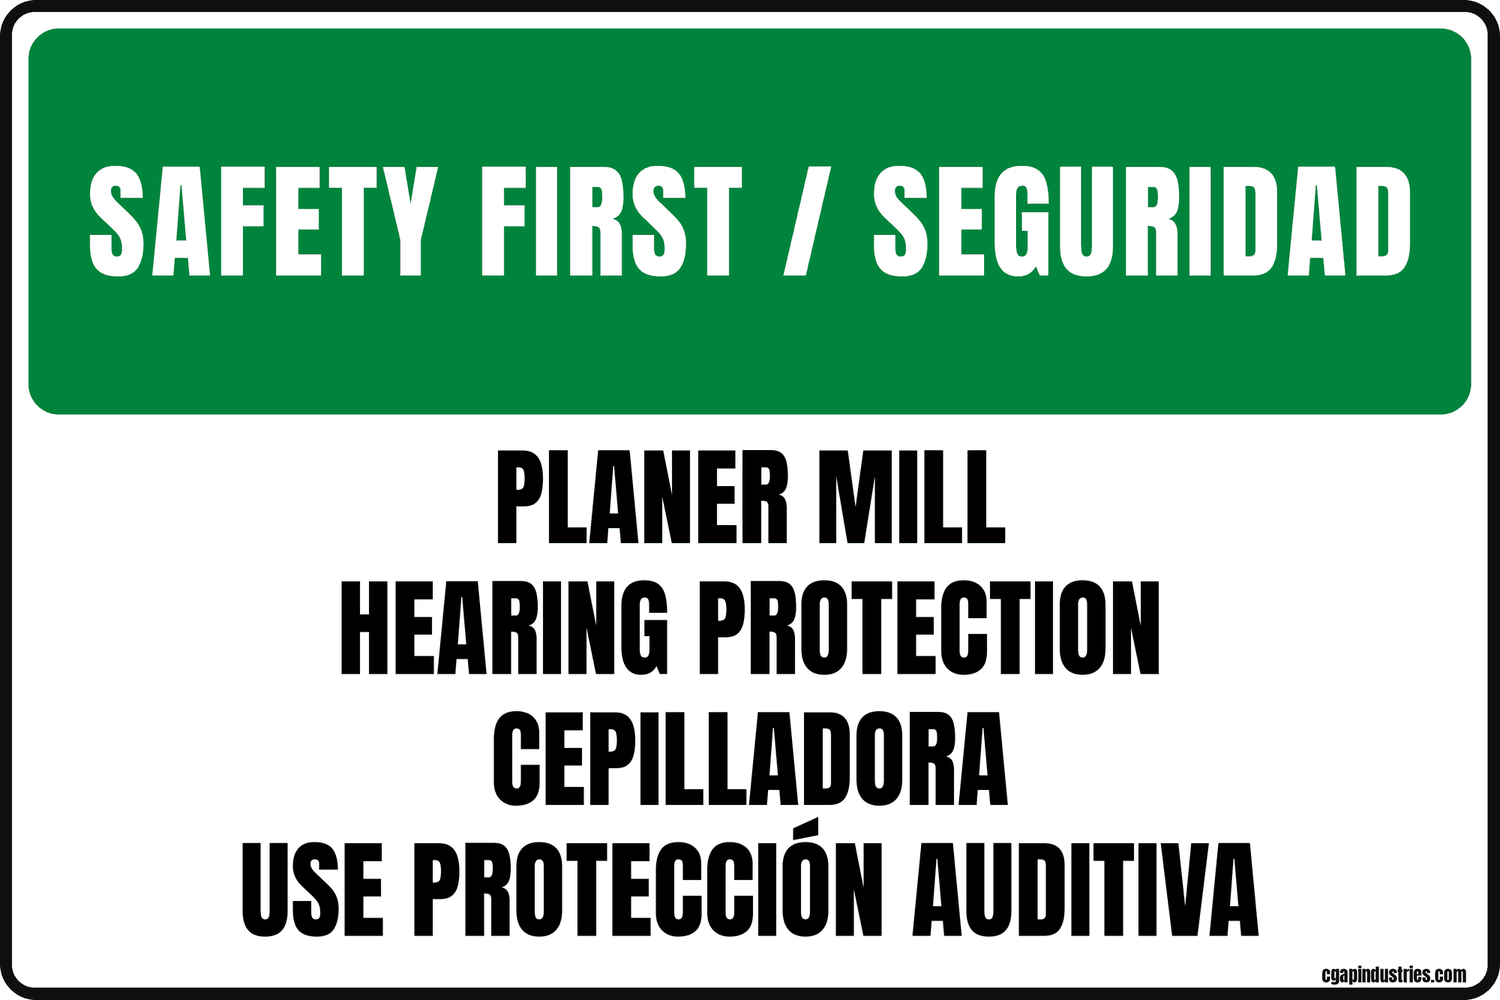 SAFETY FIRST / SEGURIDAD
PLANER MILL
HEARING PROTECTION
CEPILLADORA
USE PROTECCIÓN AUDITIVA
cgapindustries.com